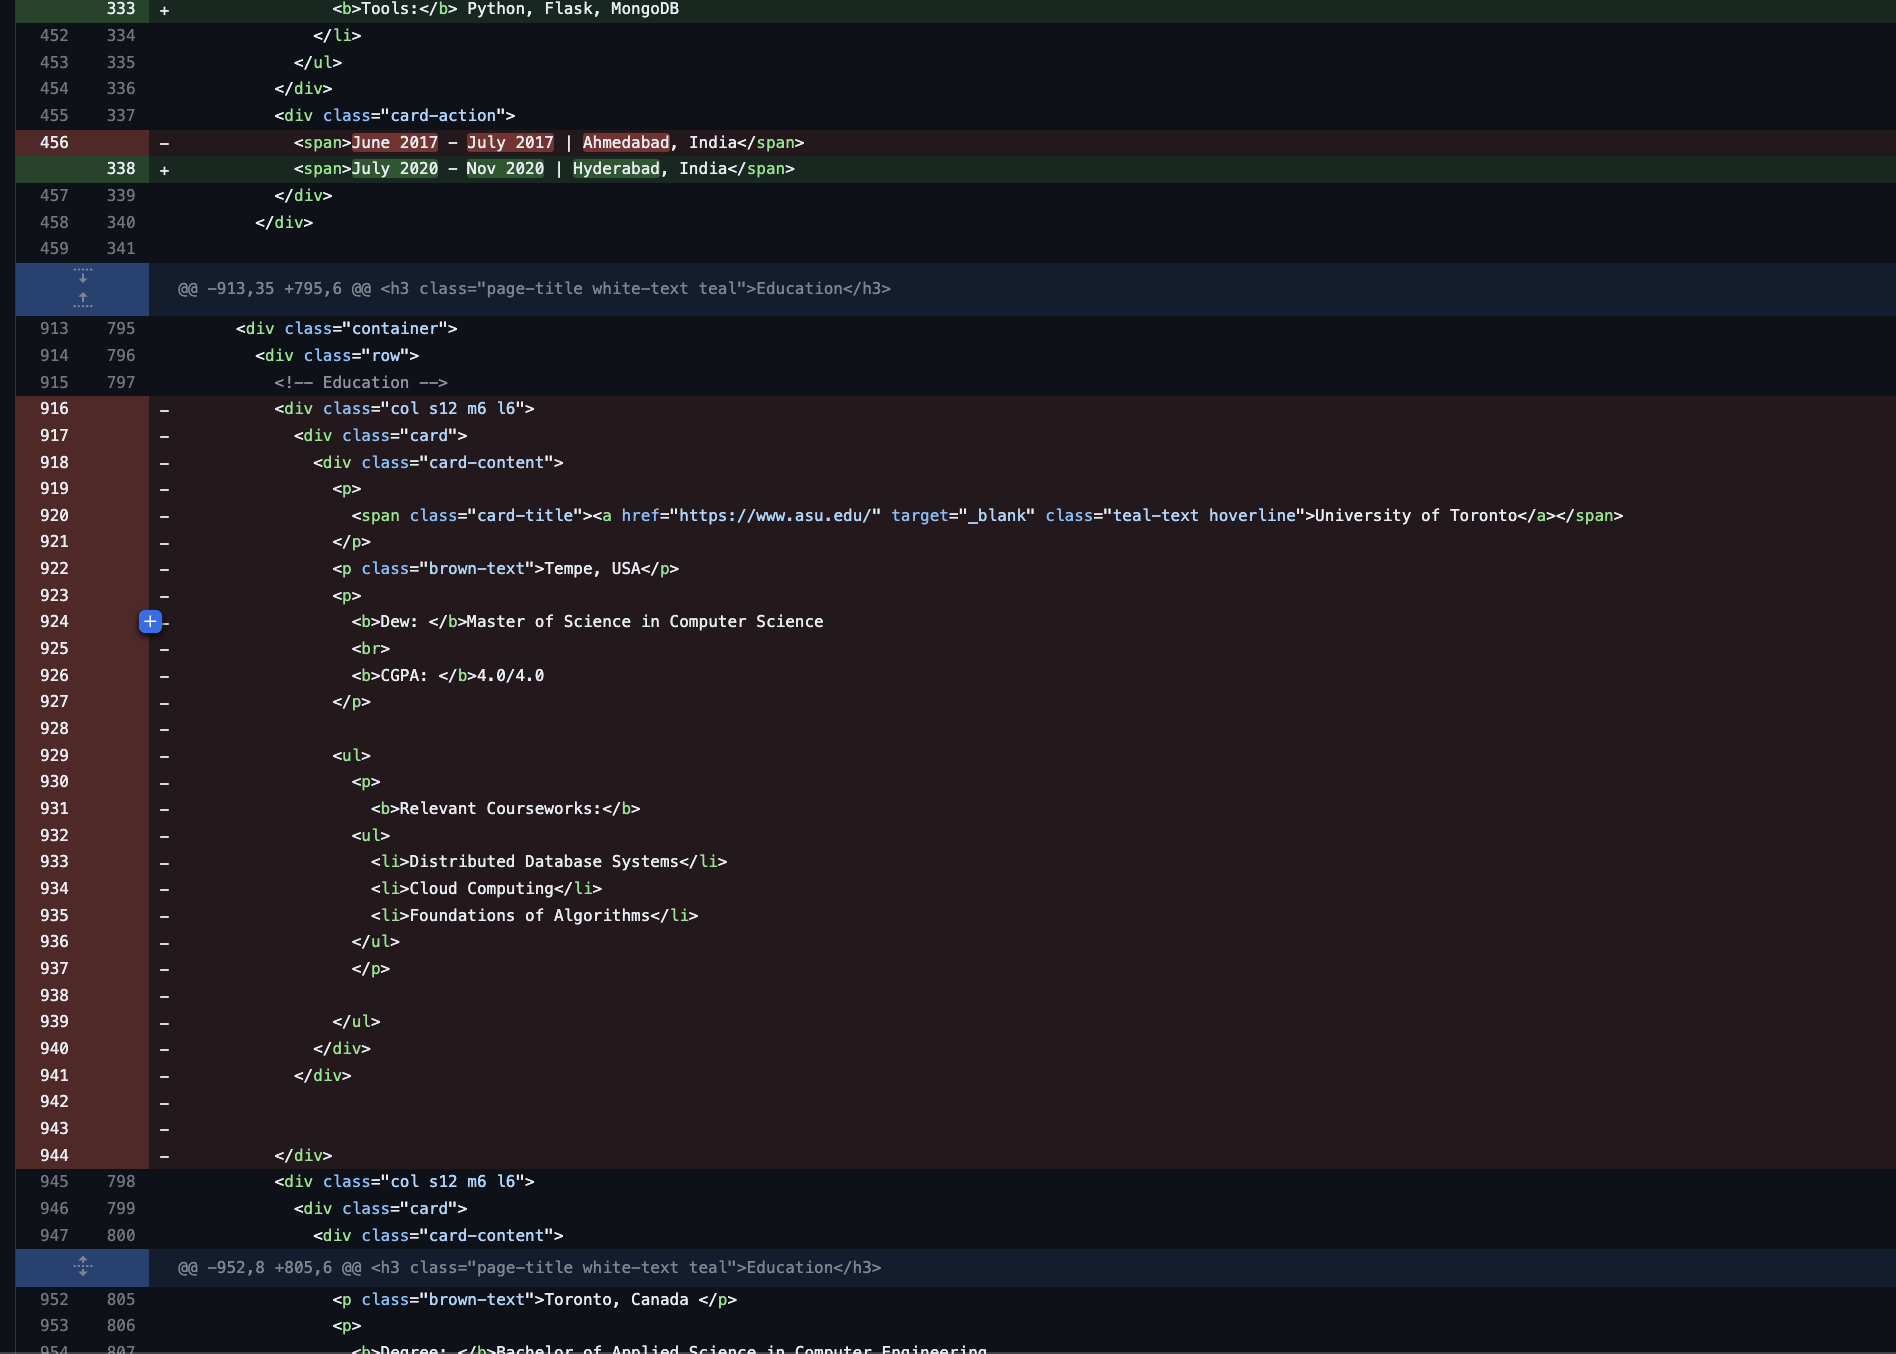 333 + <b>Tools:</b> Python, Flask, MongoDB
452 334 </li>
453 335 </ul>
454 336 </div>
455 337 <div class="card-action">
456 - <span>June 2017 - July 2017 | Ahmedabad, India</span>
338 + <span>July 2020 - Nov 2020 | Hyderabad, India</span>
457 339 </div>
458 340 </div>
459 341
@@ -913,35 +795,6 @@ <h3 class="page-title white-text teal">Education</h3>
913 795 <div class="container">
914 796 <div class="row">
915 797 <!-- Education -->
916 - <div class="col s12 m6 l6">
917 - <div class="card">
918 - <div class="card-content">
919 - <p>
920 - <span class="card-title"><a href="https://www.asu.edu/" target="_blank" class="teal-text hoverline">University of Toronto</a></span>
921 - </p>
922 - <p class="brown-text">Tempe, USA</p>
923 - <p>
924 + - <b>Dew: </b>Master of Science in Computer Science
925 - <br>
926 - <b>CGPA: </b>4.0/4.0
927 - </p>
928 -
929 - <ul>
930 - <p>
931 - <b>Relevant Courseworks:</b>
932 - <ul>
933 - <li>Distributed Database Systems</li>
934 - <li>Cloud Computing</li>
935 - <li>Foundations of Algorithms</li>
936 - </ul>
937 - </p>
938 -
939 - </ul>
940 - </div>
941 - </div>
942 -
943 -
944 - </div>
945 798 <div class="col s12 m6 l6">
946 799 <div class="card">
947 800 <div class="card-content">
@@ -952,8 +805,6 @@ <h3 class="page-title white-text teal">Education</h3>
952 805 <p class="brown-text">Toronto, Canada </p>
953 806 <p>
954 807 <b>Degree: </b>Bachelor of Applied Science in Computer Engineering